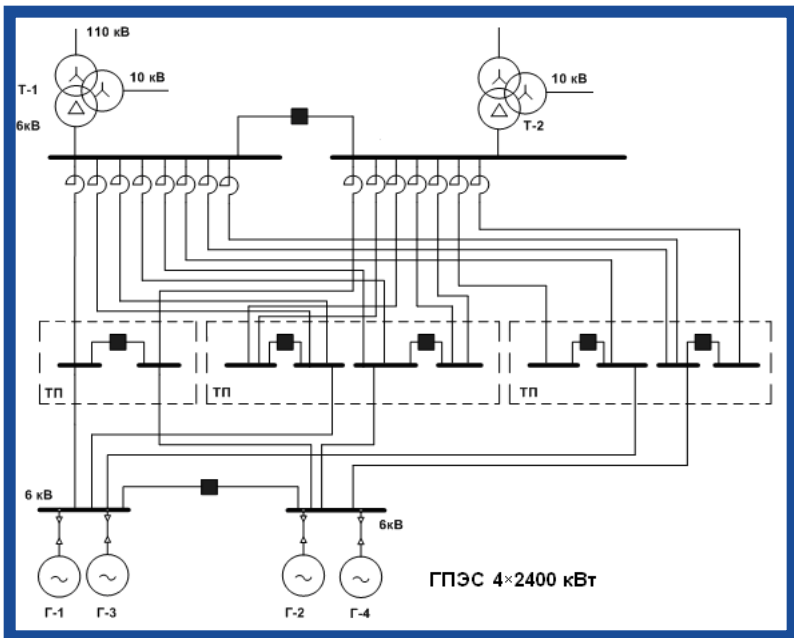 110 кВ
10 кВ
10 кВ
Т-1
Т-2
6кВ
ТП
ТП
ТП
6 кВ
6кВ
ГПЭС 4×2400 кВт
Г-1
Г-3
Г-2
Г-4